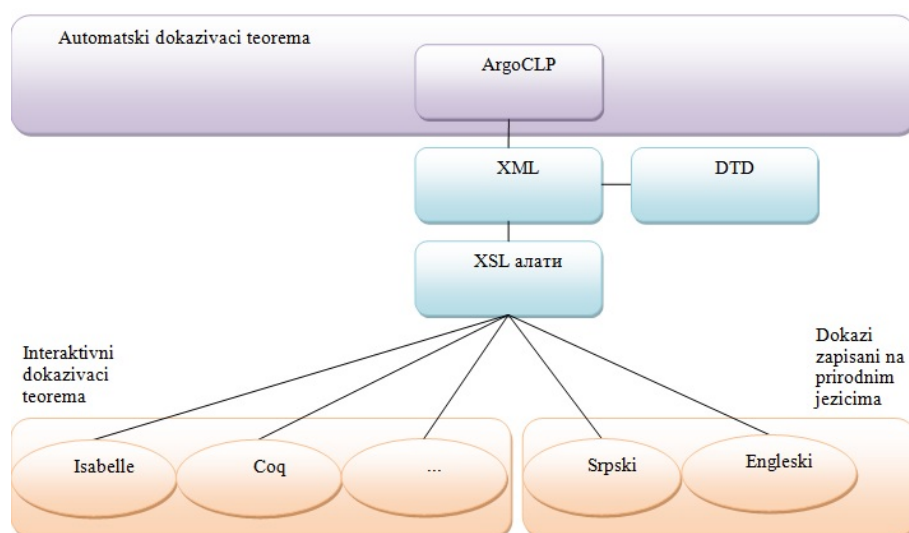 Automatski dokazivaci teorema
ArgoCLP
XML
DTD
XSL алати
Interaktivni
dokazivaci
teorema
Dokazi
zapisani na
prirodnim
jezicima
Isabelle
Coq
...
Srpski
Engleski